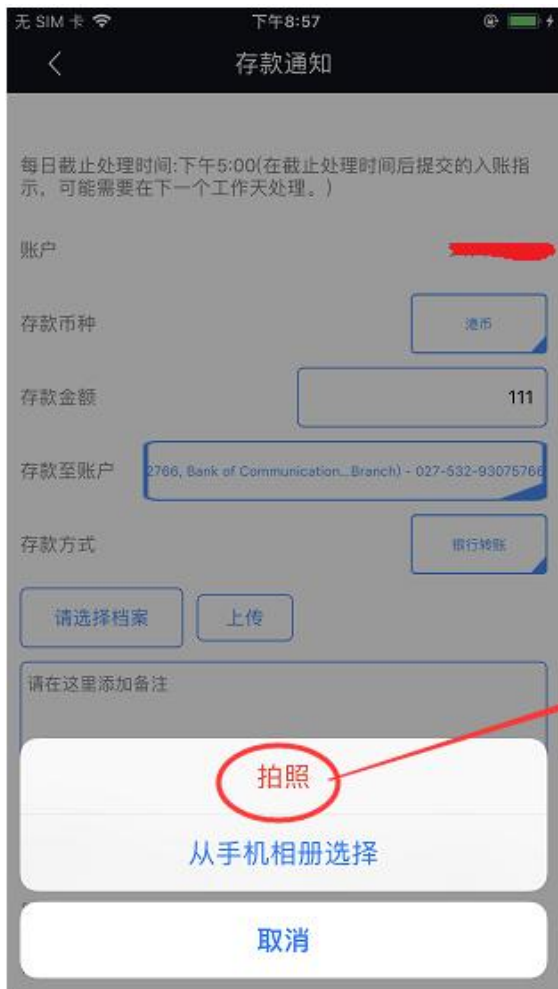 无 SIM 卡
下午8:57
存款通知
每日截止处理时间:下午5:00(在截止处理时间后提交的入账指
示，可能需要在下一个工作天处理。)
账户
存款币种
港币
存款金额
111
存款至账户
2766, Bank of Communication...Branch) - 027-532-93075766
存款方式
银行转账
请选择档案
上传
请在这里添加备注
拍照
从手机相册选择
取消